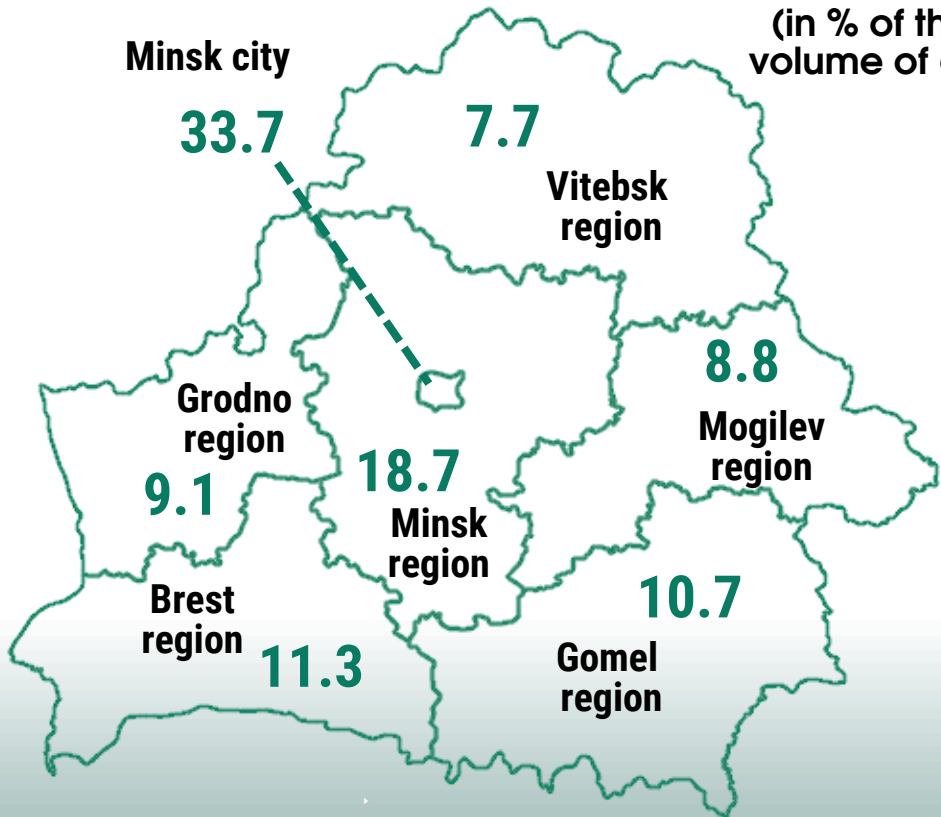 (in % of th
volume of
Minsk city
33.7
7.7
Vitebsk
region
8.8
Mogilev
region
Grodno
region
9.1
18.7
Minsk
region
10.7
Gomel
region
Brest
region
11.3